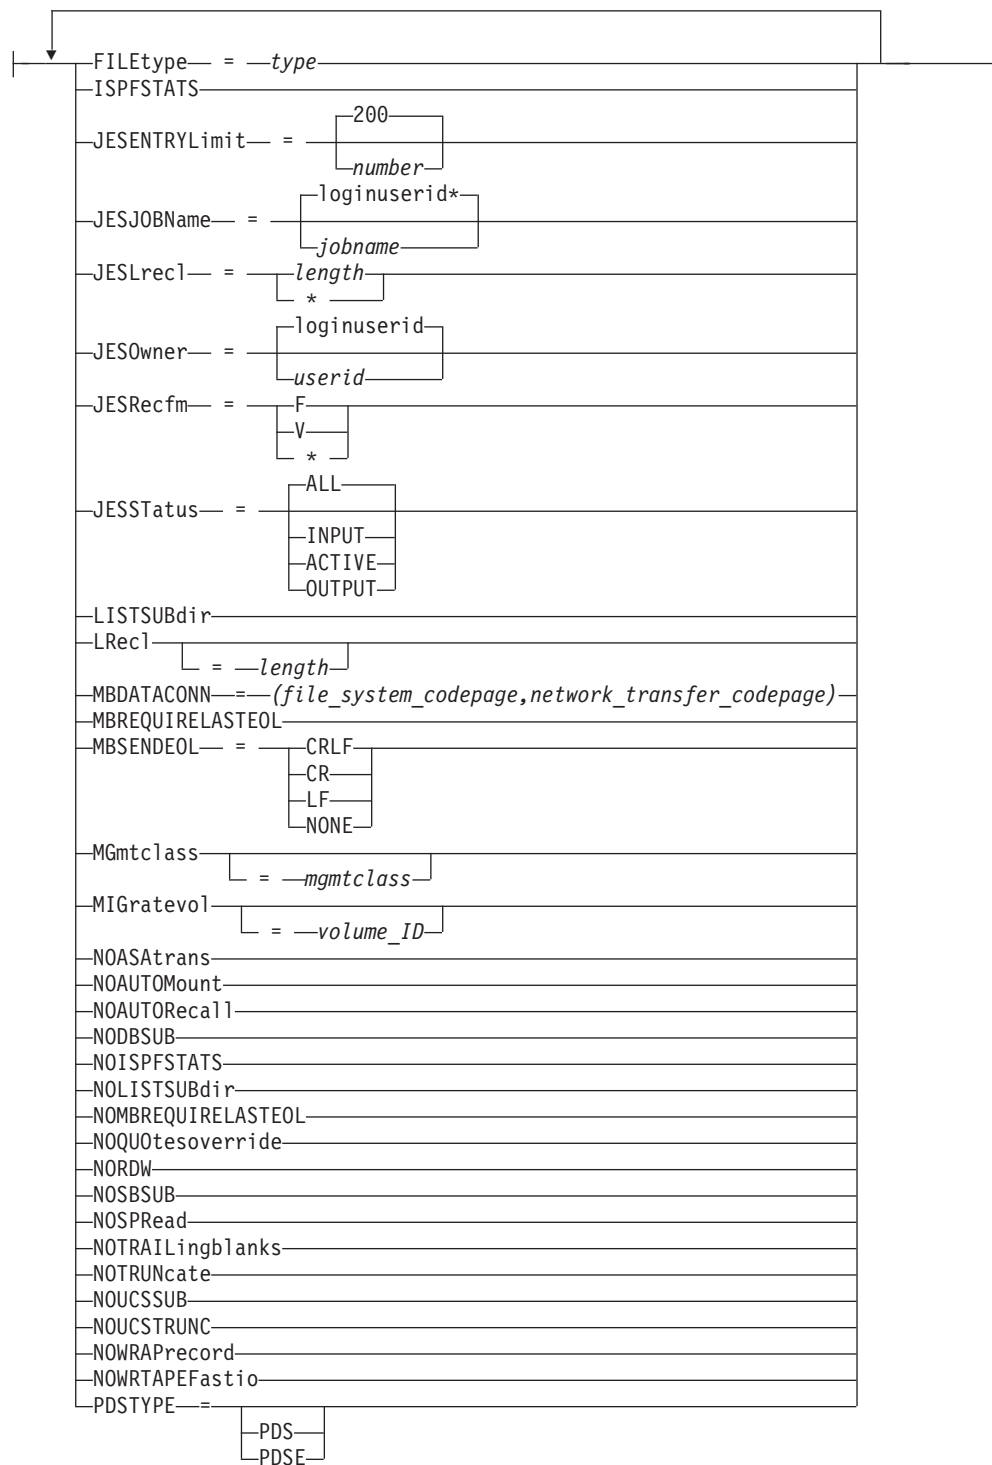 FILEtype = type
ISPFSTATS
200
JESENTRYLimit =
number
loginuserid*
JESJOBName =
jobname
JESLrecl = length
*
loginuserid
JESOwner =
userid
JESRecfm = F
V
*
ALL
JESSTatus =
INPUT
ACTIVE
OUTPUT
LISTSUBdir
LRecl
= length
MBDATACONN = (file_system_codepage,network_transfer_codepage)
MBREQUIRELASTEOL
MBSENDEOL = CRLF
CR
LF
NONE
MGmtclass
= mgmtclass
MIGratevol
= volume_ID
NOASAtrans
NOAUTOMount
NOAUTORecall
NODBSUB
NOISPFSTATS
NOLISTSUBdir
NOMBREQUIRELASTEOL
NOQUOtesoverride
NORDW
NOSBSUB
NOSPRead
NOTRAILingblanks
NOTRUNcate
NOUCSSUB
NOUCSTRUNC
NOWRAPrecord
NOWRTAPEFastio
PDSTYPE =
PDS
PDSE